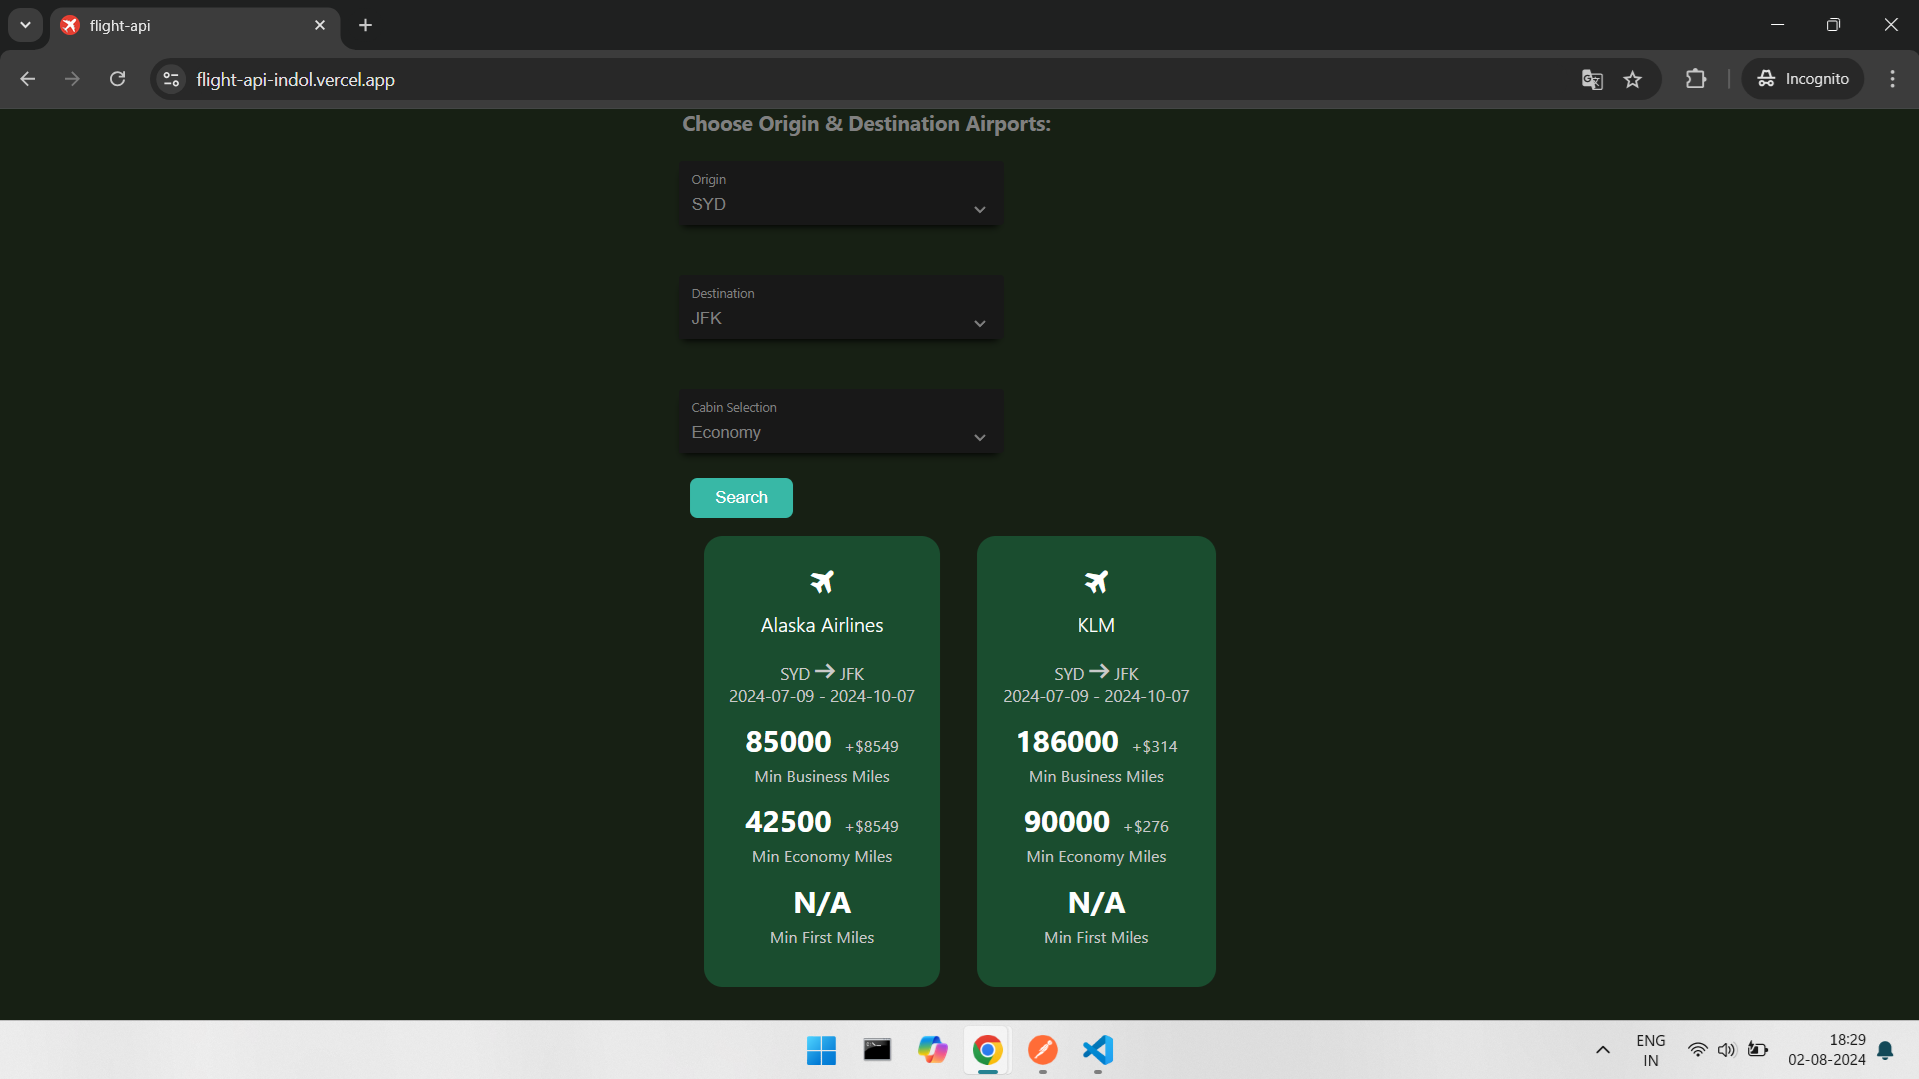 flight-api
flight-api-indol.vercel.app
Incognito
Choose Origin & Destination Airports:
Origin
SYD
Destination
JFK
Cabin Selection
Economy
Search
Alaska Airlines
SYD → JFK
2024-07-09 - 2024-10-07
85000 +$8549
Min Business Miles
42500 +$8549
Min Economy Miles
N/A
Min First Miles
KLM
SYD → JFK
2024-07-09 - 2024-10-07
186000 +$314
Min Business Miles
90000 +$276
Min Economy Miles
N/A
Min First Miles
ENG
IN
18:29
02-08-2024